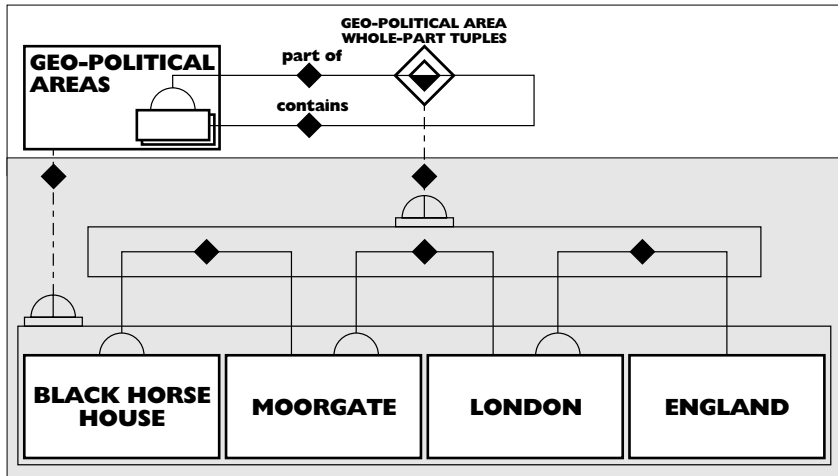 GEO-POLITICAL AREA
WHOLE-PART TUPLES
GEO-POLITICAL
AREAS
part of
contains
BLACK HORSE
HOUSE
MOORGATE
LONDON
ENGLAND